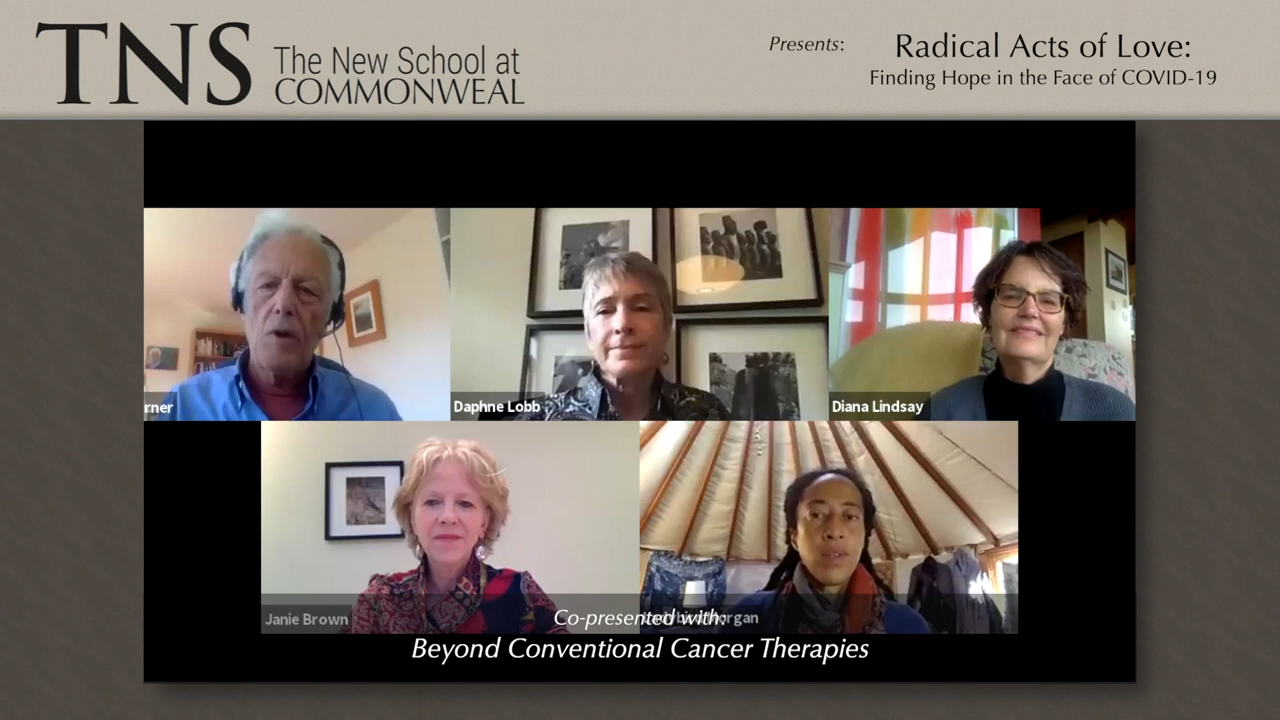 TNS
The New School at
COMMONWEAL
Presents:
Radical Acts of Love:
Finding Hope in the Face of COVID-19
rner
Daphne Lobb
Diana Lindsay
Janie Brown
Co-presented with:
Beyond Conventional Cancer Therapies